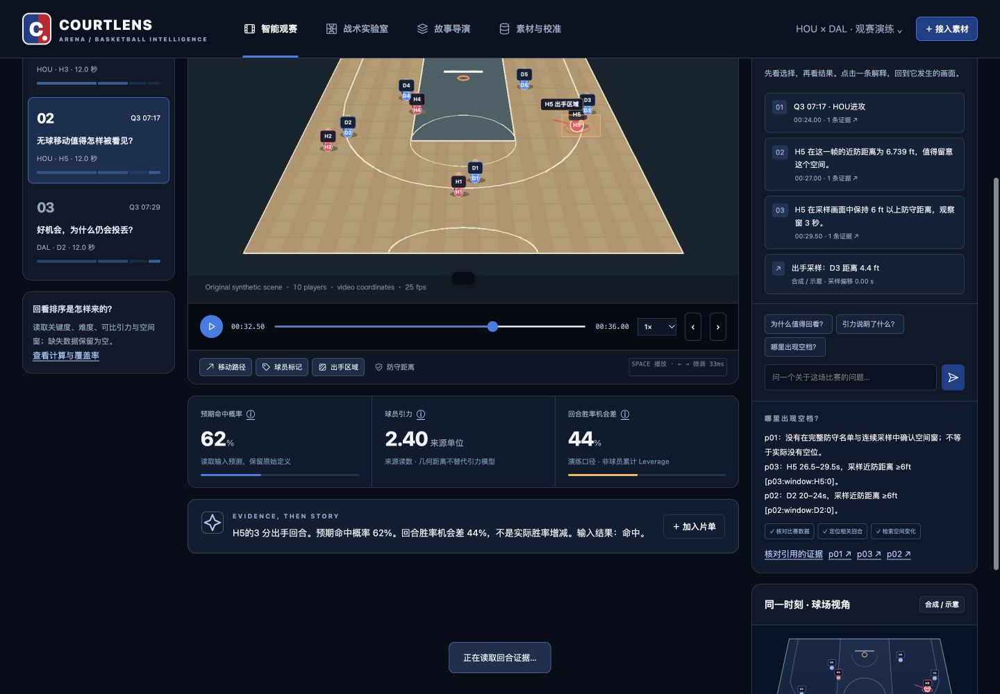 COURTLENS
ARENA / BASKETBALL INTELLIGENCE
智能观赛
战术实验室
故事导演
素材与校准
HOU × DAL · 观赛演练
+ 接入素材
HOU · H3 · 12.0 秒
02
Q3 07:17
无球移动值得怎样被看见?
HOU · H5 · 12.0 秒
03
Q3 07:29
好机会，为什么仍会投丢?
DAL · D2 · 12.0 秒
回看排序是怎样来的?
读取关键度、难度、可比引力与空间
窗；缺失数据保留为空。
查看计算与覆盖率
D5
D5
D4
D4
H4
H4
H5 出手区域
D3
D3
H5
H5
D2
D2
H2
H2
D1
D1
H1
H1
Original synthetic scene · 10 players · video coordinates · 25 fps
00:32.50
00:36.00
1×
‹
›
移动路径
球员标记
出手区域
防守距离
SPACE 播放 · ← → 微调 33ms
预期命中概率
62%
读取输入预测，保留原始定义
球员引力
2.40 来源单位
来源读数 · 几何距离不替代引力模型
回合胜率机会差
44%
演练口径 · 非球员累计 Leverage
EVIDENCE, THEN STORY
H5的3 分出手回合。预期命中概率 62%。回合胜率机会差 44%，不是实际胜率增减。输入结果：命中。
+ 加入片单
正在读取回合证据…
先看选择，再看结果。点击一条解释，回到它发生的画面。
01
Q3 07:17 · HOU进攻
00:24.00 · 1 条证据 ↗
02
H5 在这一帧的近防距离为 6.739 ft，值得留意
这个空间。
00:27.00 · 1 条证据 ↗
03
H5 在采样画面中保持 6 ft 以上防守距离，观察
窗 3 秒。
00:29.50 · 1 条证据 ↗
↗
出手采样：D3 距离 4.4 ft
合成 / 示意 · 采样偏移 0.00 s
为什么值得回看?
引力说明了什么?
哪里出现空档?
问一个关于这场比赛的问题…
哪里出现空档?
p01：没有在完整防守名单与连续采样中确认空间窗；不等
于实际没有空位。
p03：H5 26.5–29.5s，采样近防距离 ≥6ft
[p03:window:H5:0]。
p02：D2 20–24s，采样近防距离 ≥6ft
[p02:window:D2:0]。
✓ 核对比赛数据
✓ 定位相关回合
✓ 检索空间变化
核对引用的证据 p01 ↗ p03 ↗ p02 ↗
同一时刻 · 球场视角
合成 / 示意